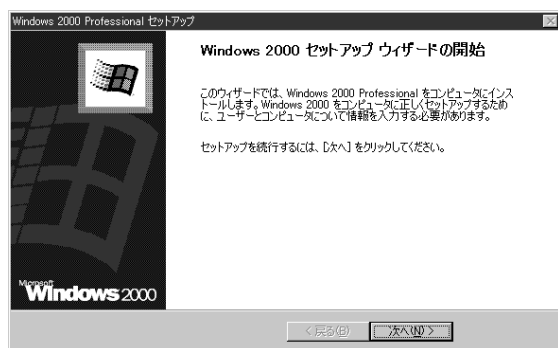 Windows 2000 Professional セットアップ
Windows 2000 セットアップ ウィザードの開始
このウィザードでは、Windows 2000 Professional をコンピュータにインス
トールします。Windows 2000 をコンピュータに正しくセットアップするため
に、ユーザーとコンピュータについて情報を入力する必要があります。
セットアップを続行するには、[次へ] をクリックしてください。
Microsoft
Windows 2000
< 戻る(B)
次へ(N) >